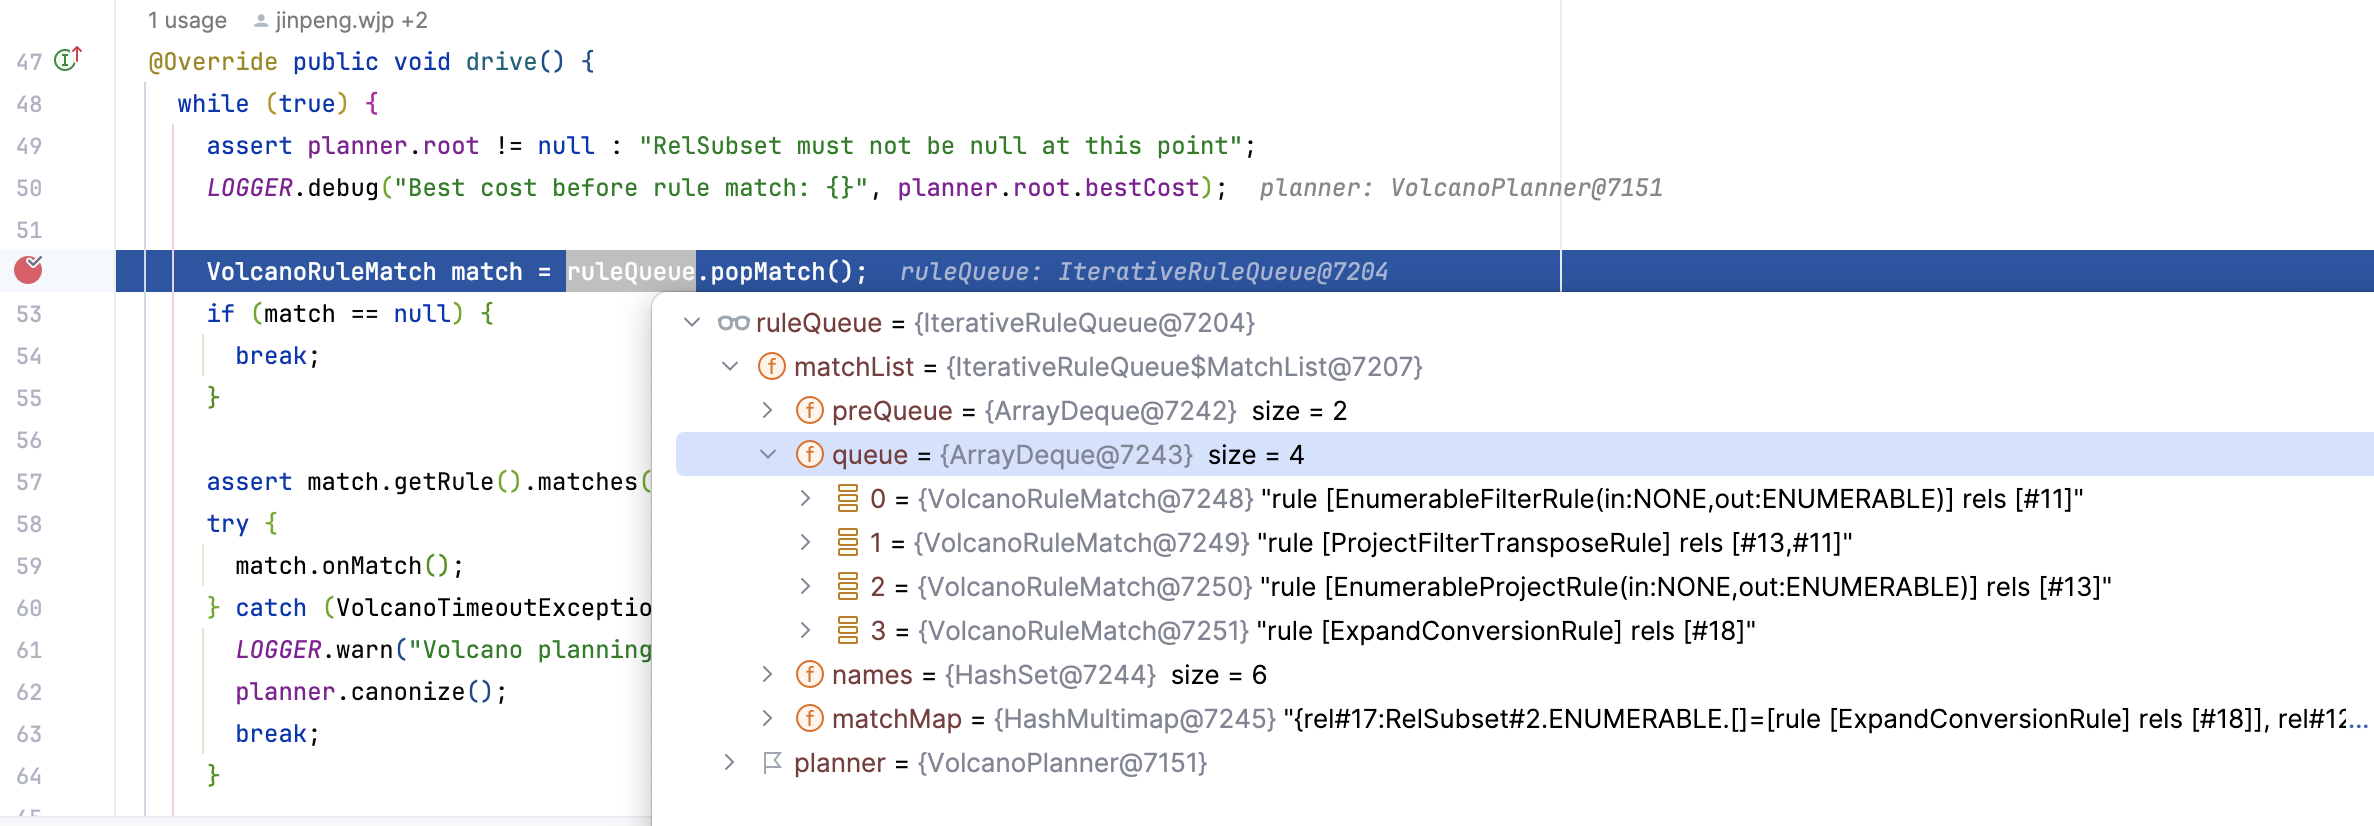 1 usage jinpeng.wjp +2
47 @Override public void drive() {
48 while (true) {
49 assert planner.root != null : "RelSubset must not be null at this point";
50 LOGGER.debug("Best cost before rule match: {}", planner.root.bestCost); planner: VolcanoPlanner@7151
51
VolcanoRuleMatch match = ruleQueue.popMatch(); ruleQueue: IterativeRuleQueue@7204
53 if (match == null) {
54 break;
55 }
56
57 assert match.getRule().matches(
58 try {
59 match.onMatch();
60 } catch (VolcanoTimeoutExceptio
61 LOGGER.warn("Volcano planning
62 planner.canonize();
63 break;
64 }
ruleQueue = {IterativeRuleQueue@7204}
matchList = {IterativeRuleQueue$MatchList@7207}
preQueue = {ArrayDeque@7242} size = 2
queue = {ArrayDeque@7243} size = 4
0 = {VolcanoRuleMatch@7248} "rule [EnumerableFilterRule(in:NONE,out:ENUMERABLE)] rels [#11]"
1 = {VolcanoRuleMatch@7249} "rule [ProjectFilterTransposeRule] rels [#13,#11]"
2 = {VolcanoRuleMatch@7250} "rule [EnumerableProjectRule(in:NONE,out:ENUMERABLE)] rels [#13]"
3 = {VolcanoRuleMatch@7251} "rule [ExpandConversionRule] rels [#18]"
names = {HashSet@7244} size = 6
matchMap = {HashMultimap@7245} "{rel#17:RelSubset#2.ENUMERABLE.[]=[rule [ExpandConversionRule] rels [#18]], rel#12...
planner = {VolcanoPlanner@7151}